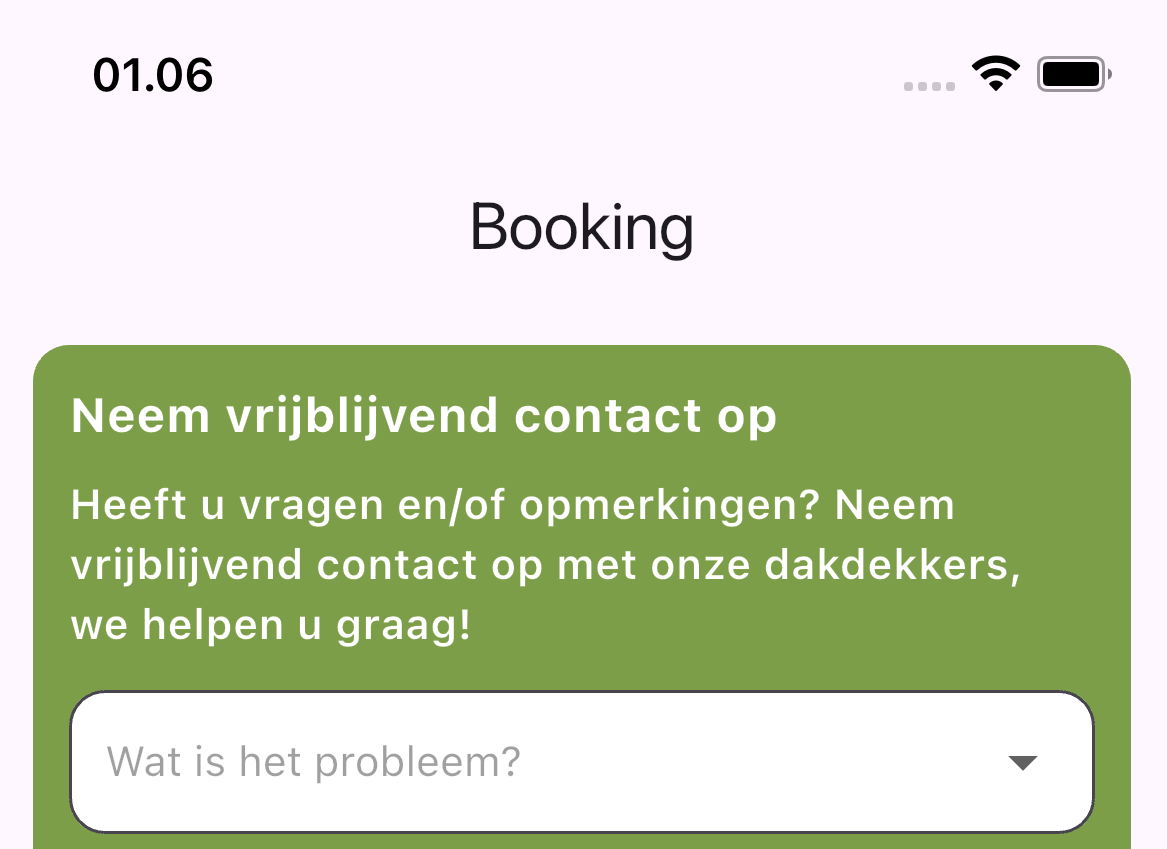 01.06
Booking
Neem vrijblijvend contact op
Heeft u vragen en/of opmerkingen? Neem
vrijblijvend contact op met onze dakdekkers,
we helpen u graag!
Wat is het probleem?